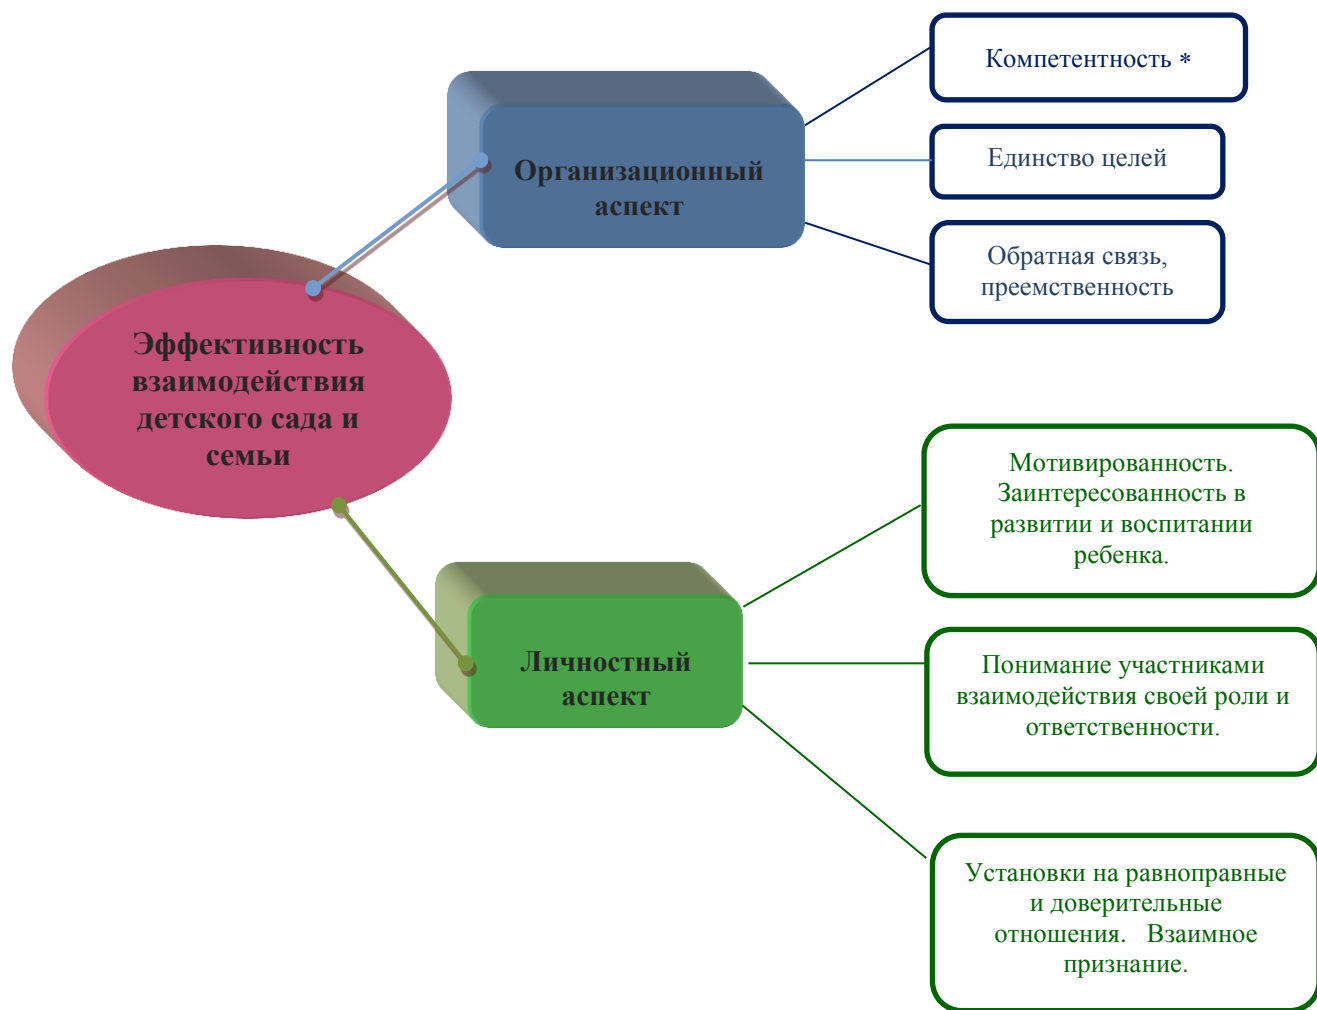 Компетентность *
Организационный
аспект
Единство целей
Обратная связь,
преемственность
Эффективность
взаимодействия
детского сада и
семьи
Личностный
аспект
Мотивированность.
Заинтересованность в
развитии и воспитании
ребенка.
Понимание участниками
взаимодействия своей роли и
ответственности.
Установки на равноправные
и доверительные
отношения.   Взаимное
признание.